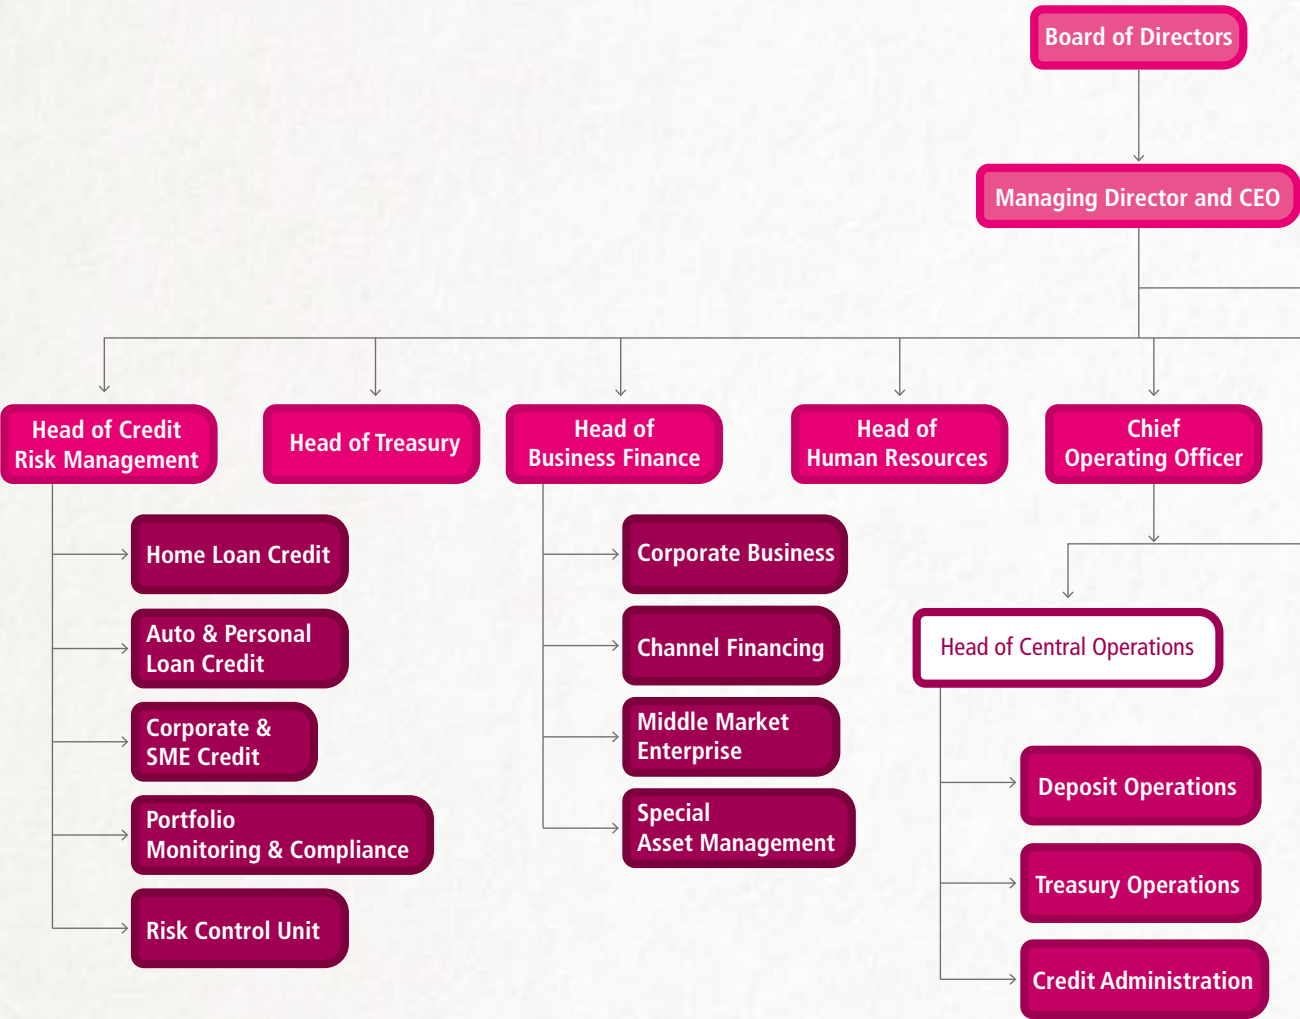 Board of Directors
Managing Director and CEO
Head of Credit
Risk Management
Head of Treasury
Head of
Business Finance
Head of
Human Resources
Chief
Operating Officer
Home Loan Credit
Auto & Personal
Loan Credit
Corporate &
SME Credit
Portfolio
Monitoring & Compliance
Risk Control Unit
Corporate Business
Channel Financing
Middle Market
Enterprise
Special
Asset Management
Head of Central Operations
Deposit Operations
Treasury Operations
Credit Administration